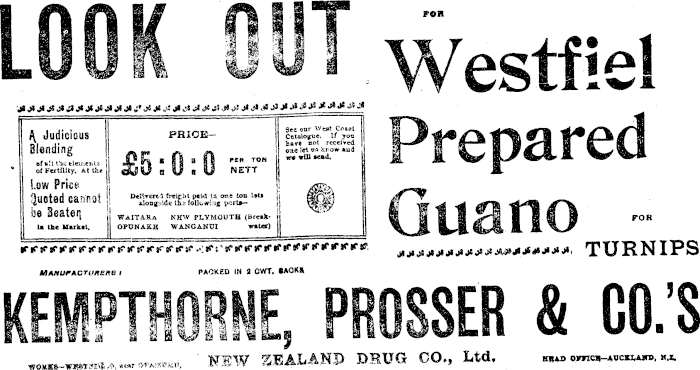 LOOK OUT
FOR
Westfiel
Prepared
Guano
FOR
TURNIPS
A Judicious
Blending
of all the elements
of Fertility, At the
Low Price
Quoted cannot
be Beaten
in the Market.
PRICE—
£5:0:0 PER TON
NETT
Delivered freight paid in one ton lots
alongside the following ports—
WAITARA NEW PLYMOUTH (Break-
OPUNAKE WANGANUI water)
See our West Coast
Catalogue. If you
have not received
one let us know and
we will send.
MANUFACTURERS: PACKED IN 2 CWT. SACKS
KEMPTHORNE, PROSSER & CO.'S
WORKS—WESTFIELD, near
NEW ZEALAND DRUG CO., Ltd.
HEAD OFFICE—AUCKLAND, N.Z.